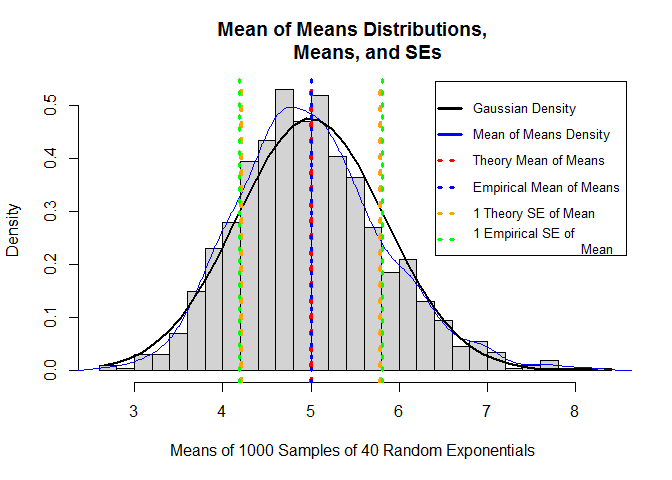 Mean of Means Distributions,
Means, and SEs
Density
0.0
0.1
0.2
0.3
0.4
0.5
Gaussian Density
Mean of Means Density
Theory Mean of Means
Empirical Mean of Means
1 Theory SE of Mean
1 Empirical SE of
Mean
3 4 5 6 7 8
Means of 1000 Samples of 40 Random Exponentials